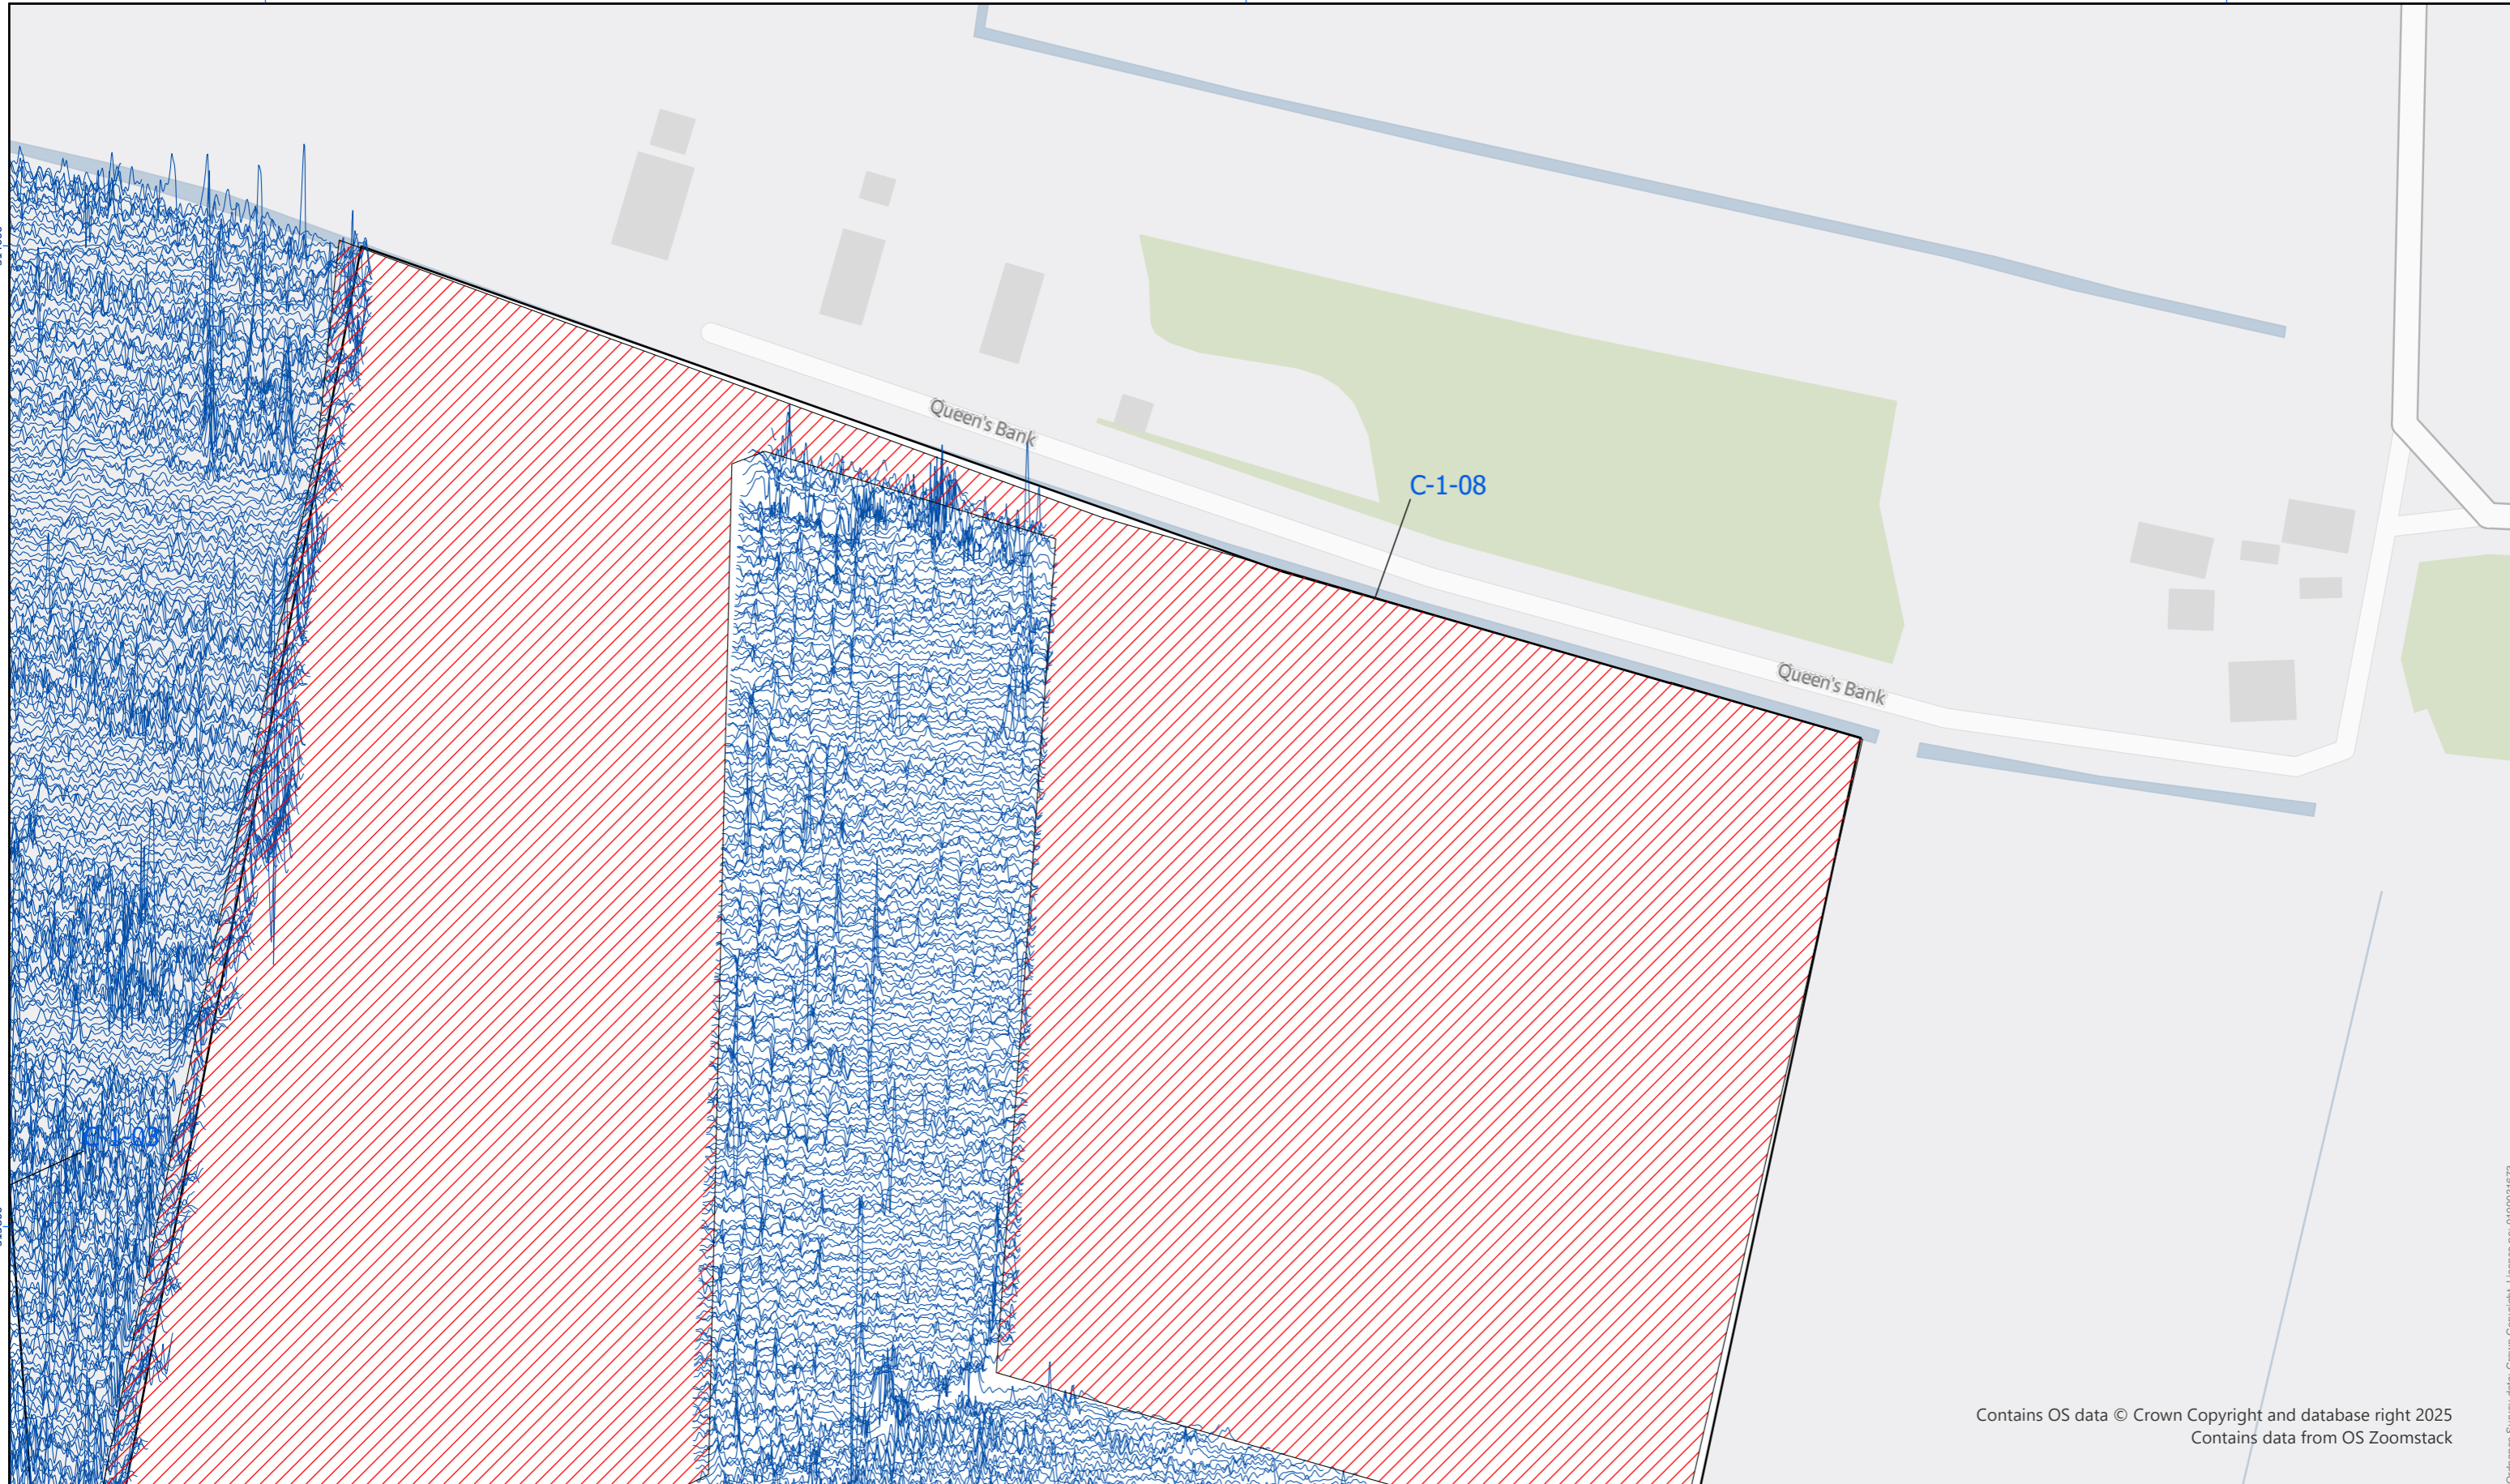 Queen's Bank
C-1-08
Queen's Bank
Contains OS data © Crown Copyright and database right 2025
Contains data from OS Zoomstack